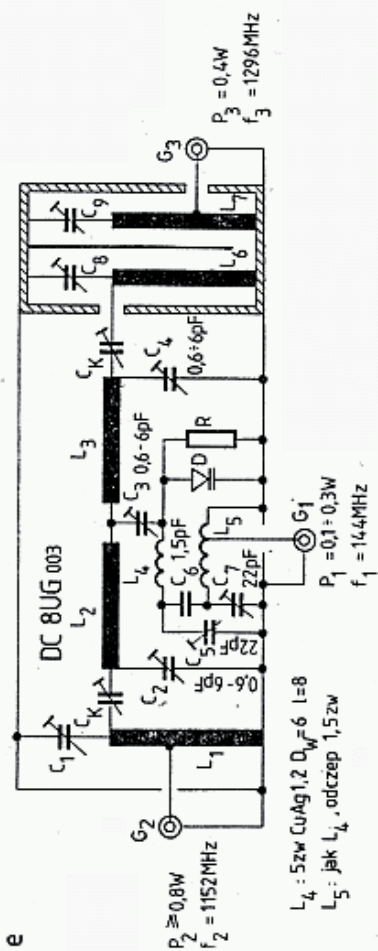 e
DC 8UG 003
C₁
Cₖ
L₂
L₃
Cₖ
C₈
C₉
C₂
0,6-6pF
C₃ 0,6-6pF
C₄
0,6÷6pF
L₁
L₄
1,5pF
C₆
C₅
22pF
C₇
22pF
L₅
D
R
L₆
L₇
G₂
P₂ ≥ 0,8W
f₂ = 1152MHz
G₁
P₁ = 0,1÷0,3W
f₁ = 144MHz
G₃
P₃ = 0,4W
f₃ = 1296MHz
L₄ : 5zw CuAg1,2 D_w=6 l=8
L₅ : jak L₄ , odczep 1,5zw